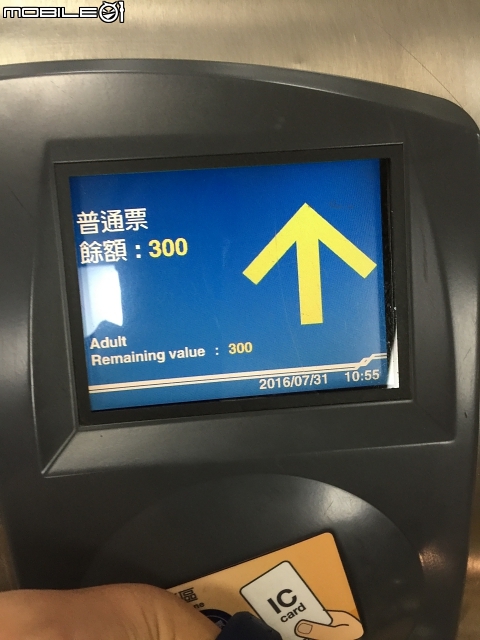 MOBILE01
普通票
餘額：300
Adult
Remaining value : 300
2016/07/31 10:55
IC
card